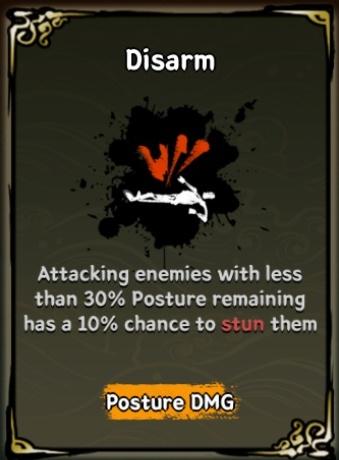 Disarm
Attacking enemies with less
than 30% Posture remaining
has a 10% chance to stun them
Posture DMG